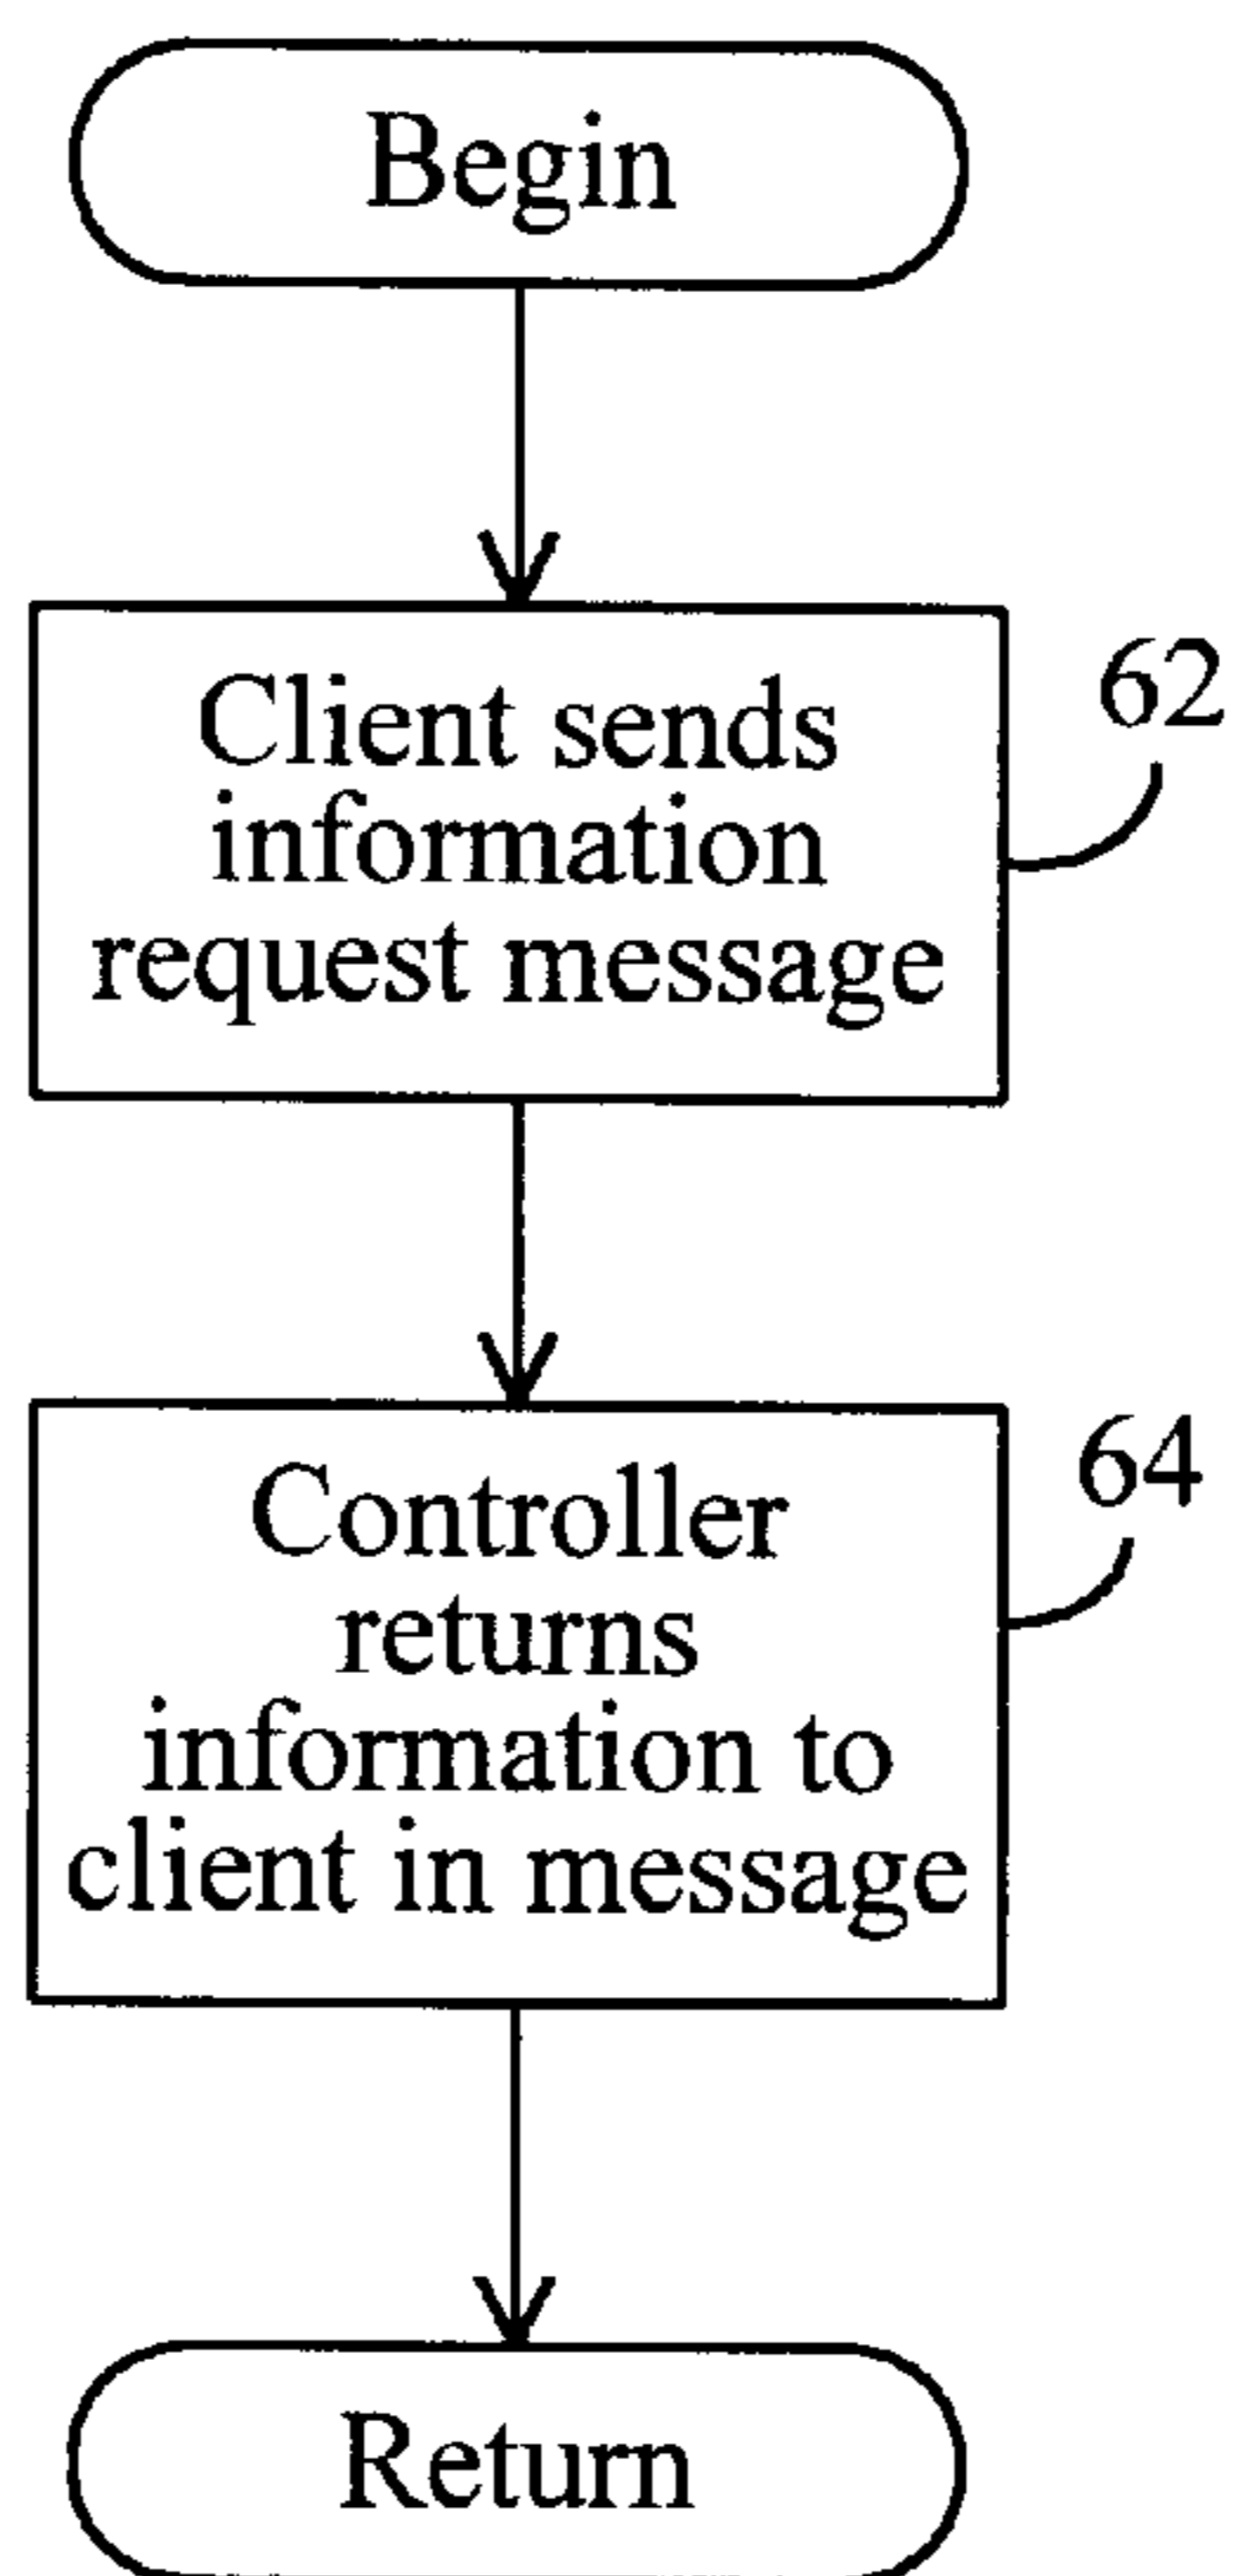 Begin
Client sends
information
request message
62
Controller
returns
information to
client in message
64
Return